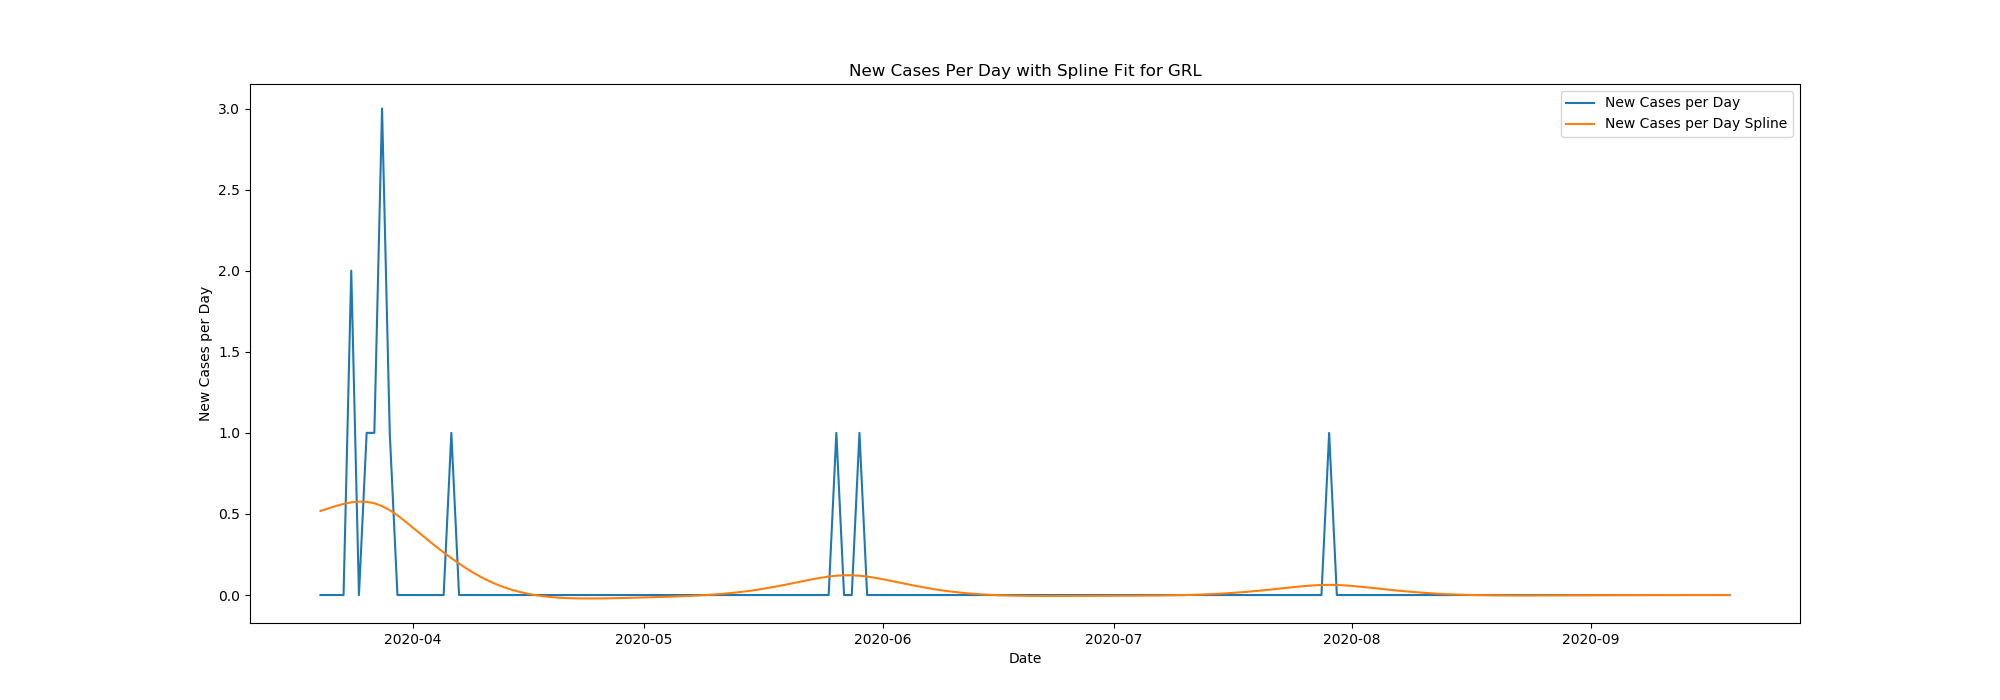 New Cases Per Day with Spline Fit for GRL
New Cases per Day
New Cases per Day Spline
3.0
2.5
2.0
1.5
1.0
0.5
0.0
New Cases per Day
2020-04 2020-05 2020-06 2020-07 2020-08 2020-09
Date